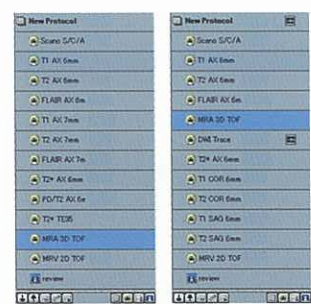 New Protocol
Scano S/C/A
T1 AX 6mm
T2 AX 6mm
FLAIR AX 6m
T1 AX 7mm
T2 AX 7mm
FLAIR AX 7m
T2* AX 6mm
PD/T2 AX 6m
T2* TE35
MRA 3D TOF
MRV 2D TOF
review
New Protocol
Scano S/C/A
T1 AX 6mm
T2 AX 6mm
FLAIR AX 6m
MRA 3D TOF
DWI Trace
T2* AX 6mm
T1 COR 6mm
T2 COR 6mm
T1 SAG 6mm
T2 SAG 6mm
MRV 2D TOF
review